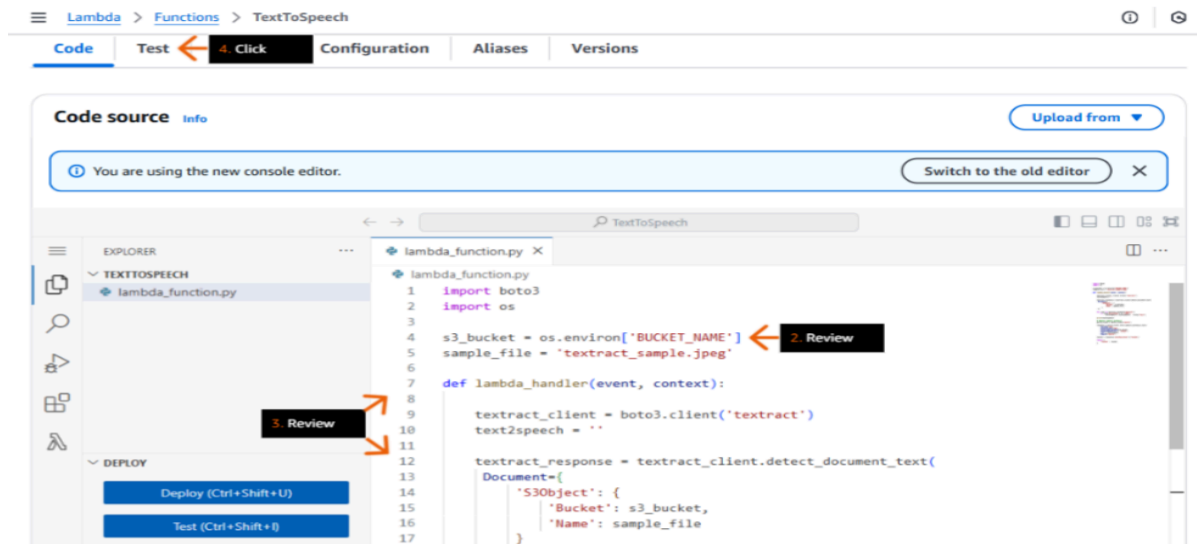 Lambda > Functions > TextToSpeech
Code Test 4. Click Configuration Aliases Versions
Code source Info
Upload from ▼
You are using the new console editor.
Switch to the old editor
TextToSpeech
EXPLORER ...
lambda_function.py
TEXTTOSPEECH
lambda_function.py
lambda_function.py
1 import boto3
2 import os
3
4 s3_bucket = os.environ['BUCKET_NAME']
2. Review
5 sample_file = 'textract_sample.jpeg'
6
7 def lambda_handler(event, context):
8
3. Review
9 textract_client = boto3.client('textract')
10 text2speech = ''
11
12 textract_response = textract_client.detect_document_text(
13 Document={
14 'S3Object': {
15 'Bucket': s3_bucket,
16 'Name': sample_file
17 }
DEPLOY
Deploy (Ctrl+Shift+U)
Test (Ctrl+Shift+I)